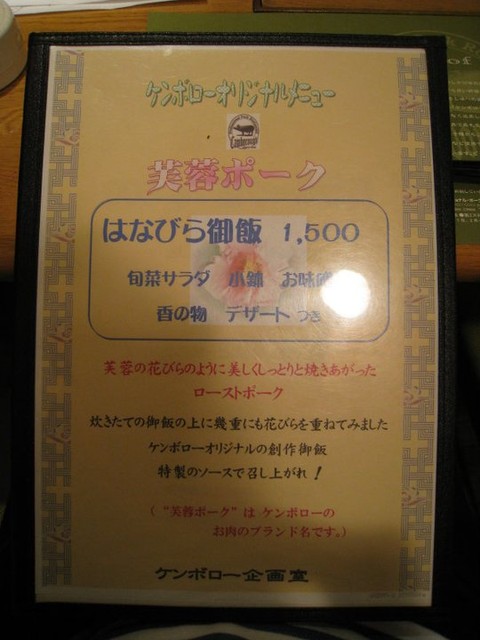 ケンボローオリジナルメニュー
芙蓉ポーク
はなびら御飯 1,500
旬菜サラダ 小鉢 お味噌
香の物 デザート つき
芙蓉の花びらのように美しくしっとりと焼きあがった
ローストポーク
炊きたての御飯の上に幾重にも花びらを重ねてみました
ケンボローオリジナルの創作御飯
特製のソースで召し上がれ!
( "芙蓉ポーク" は ケンボローの
お肉のブランド名です。)
ケンボロー企画室